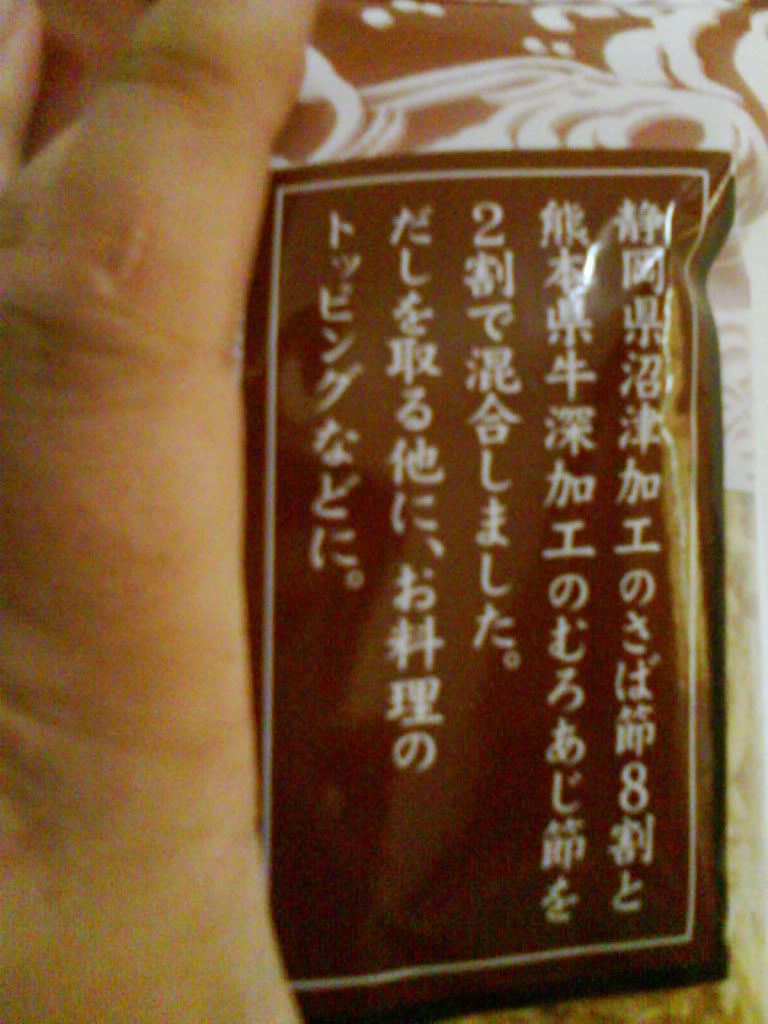 静岡県沼津加工のさば節8割と
熊本県牛深加工のむろあじ節を
2割で混合しました。
だしを取る他に、お料理の
トッピングなどに。